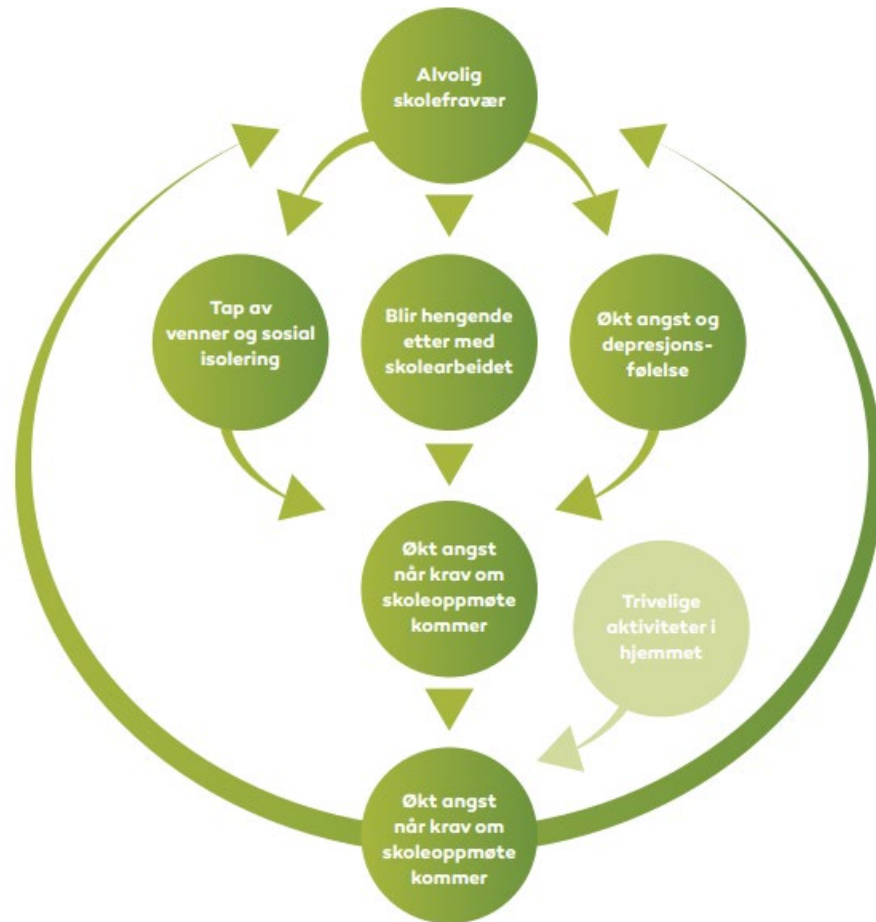 Alvolig
skolefravær
Tap av
venner og sosial
isolering
Blir hengende
etter med
skolearbeidet
Økt angst og
depresjons-
følelse
Økt angst
når krav om
skoleoppmøte
kommer
Trivelige
aktiviteter i
hjemmet
Økt angst
når krav om
skoleoppmøte
kommer